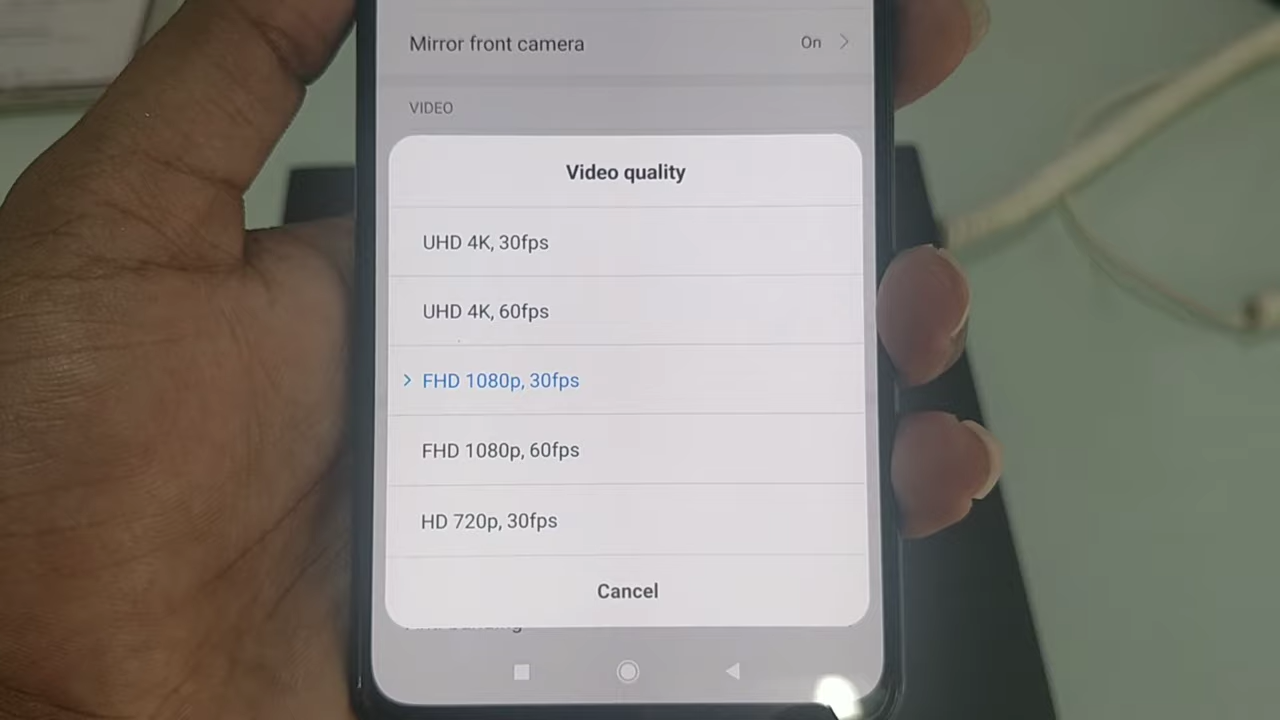 Mirror front camera On
VIDEO
Video quality
UHD 4K, 30fps
UHD 4K, 60fps
FHD 1080p, 30fps
FHD 1080p, 60fps
HD 720p, 30fps
Cancel